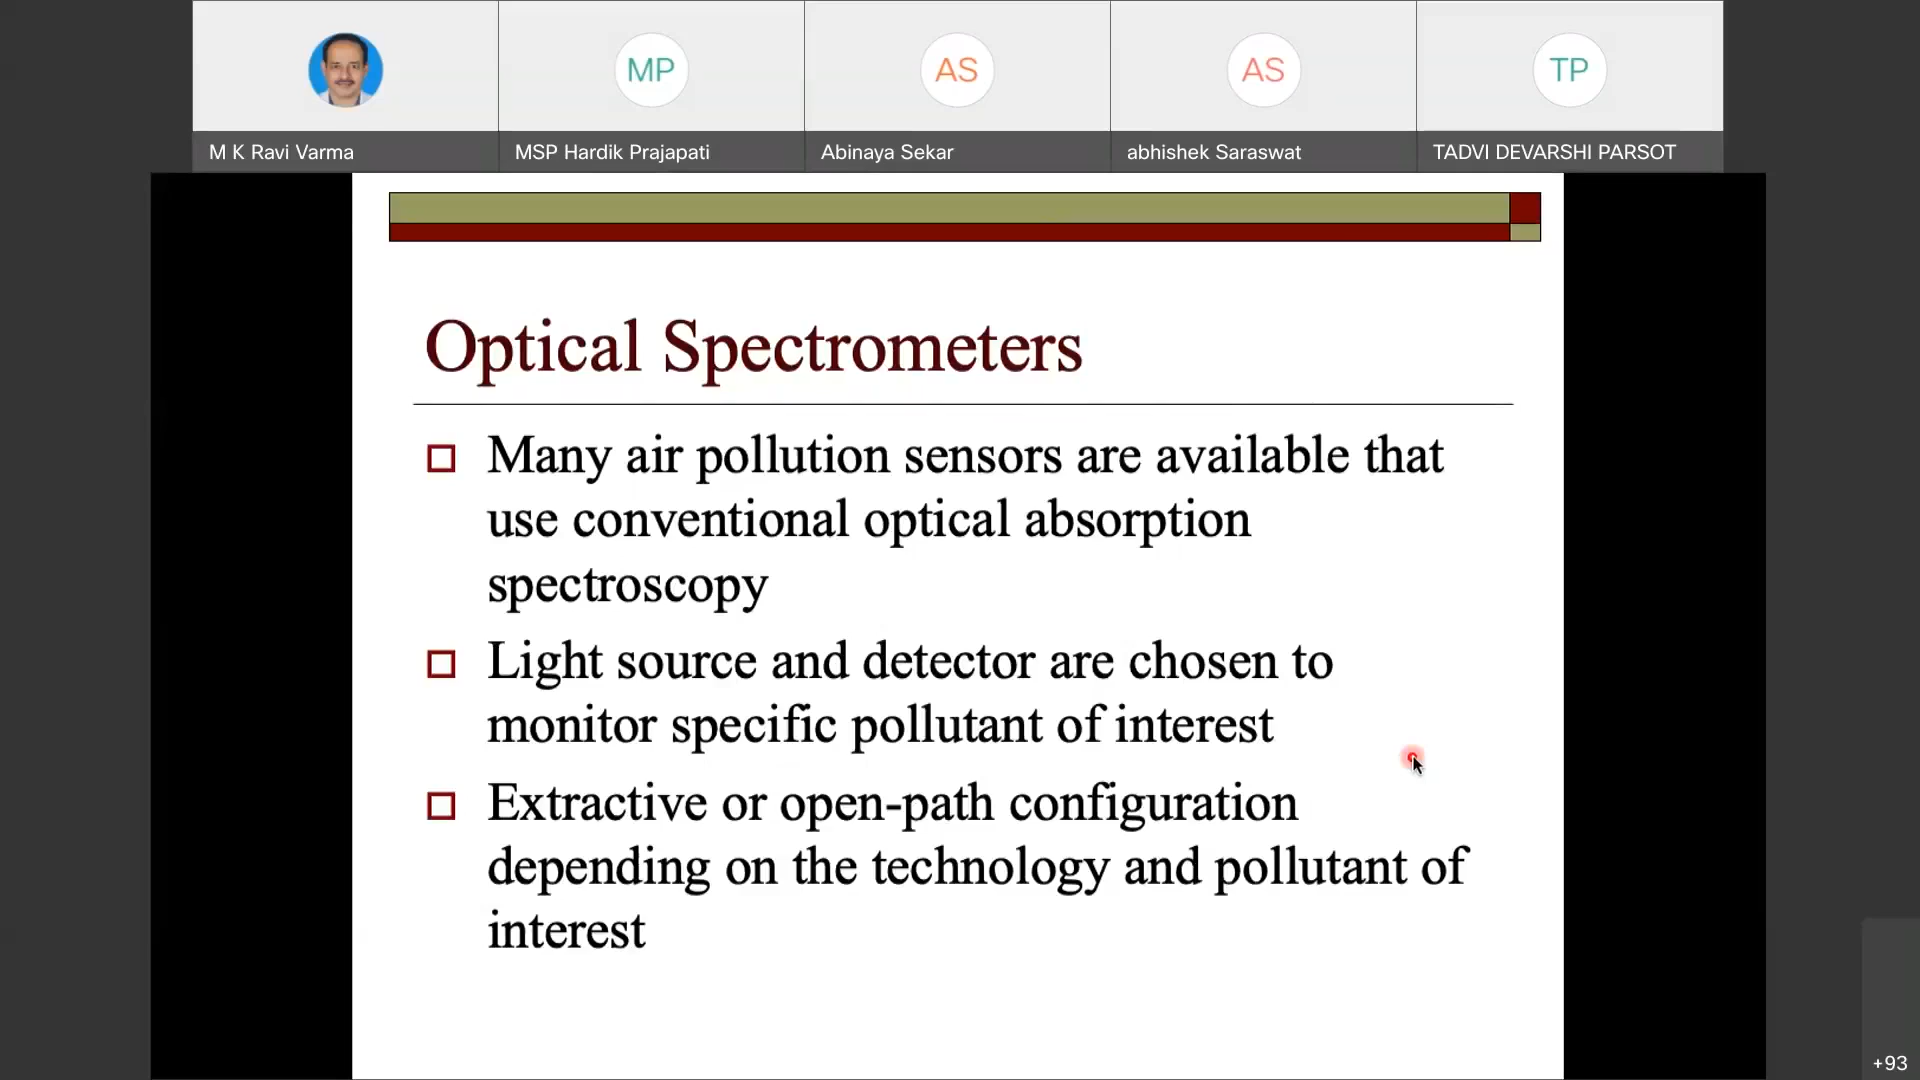 MP
AS
AS
TP
M K Ravi Varma
MSP Hardik Prajapati
Abinaya Sekar
abhishek Saraswat
TADVI DEVARSHI PARSOT
Optical Spectrometers
Many air pollution sensors are available that
use conventional optical absorption
spectroscopy
Light source and detector are chosen to
monitor specific pollutant of interest
Extractive or open-path configuration
depending on the technology and pollutant of
interest
+93